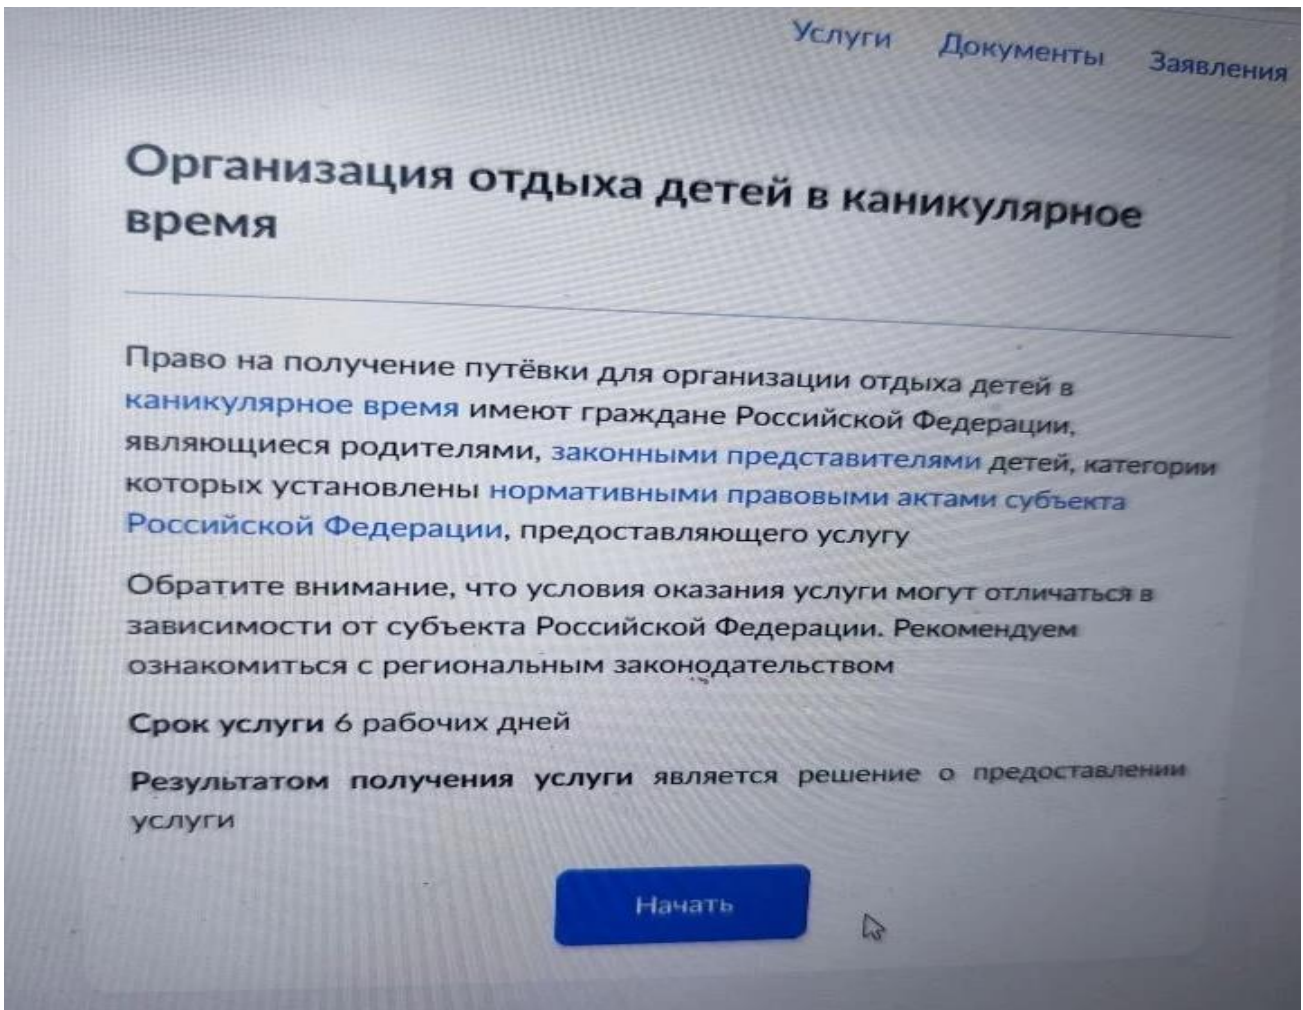 Услуги Документы Заявления
Организация отдыха детей в каникулярное
время
Право на получение путёвки для организации отдыха детей в
каникулярное время имеют граждане Российской Федерации,
являющиеся родителями, законными представителями детей, категории
которых установлены нормативными правовыми актами субъекта
Российской Федерации, предоставляющего услугу
Обратите внимание, что условия оказания услуги могут отличаться в
зависимости от субъекта Российской Федерации. Рекомендуем
ознакомиться с региональным законодательством
Срок услуги 6 рабочих дней
Результатом получения услуги является решение о предоставлении
услуги
Начать